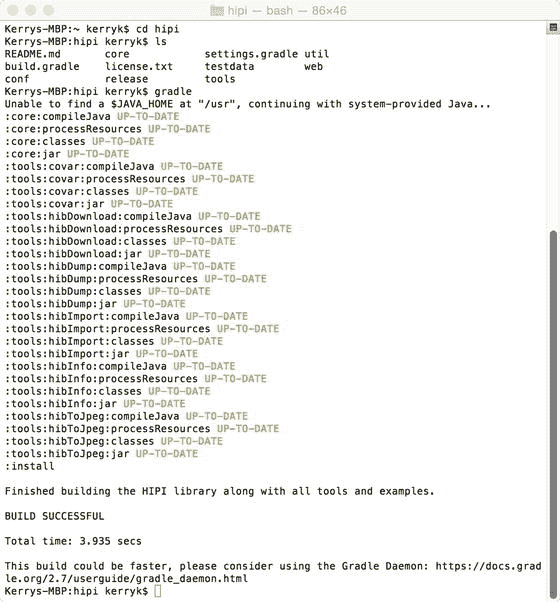 hipi — bash — 86×46
Kerrys-MBP:~ kerryk$ cd hipi
Kerrys-MBP:hipi kerryk$ ls
README.md core settings.gradle util
build.gradle license.txt testdata web
conf release tools
Kerrys-MBP:hipi kerryk$ gradle
Unable to find a $JAVA_HOME at "/usr", continuing with system-provided Java...
:core:compileJava UP-TO-DATE
:core:processResources UP-TO-DATE
:core:classes UP-TO-DATE
:core:jar UP-TO-DATE
:tools:covar:compileJava UP-TO-DATE
:tools:covar:processResources UP-TO-DATE
:tools:covar:classes UP-TO-DATE
:tools:covar:jar UP-TO-DATE
:tools:hibDownload:compileJava UP-TO-DATE
:tools:hibDownload:processResources UP-TO-DATE
:tools:hibDownload:classes UP-TO-DATE
:tools:hibDownload:jar UP-TO-DATE
:tools:hibDump:compileJava UP-TO-DATE
:tools:hibDump:processResources UP-TO-DATE
:tools:hibDump:classes UP-TO-DATE
:tools:hibDump:jar UP-TO-DATE
:tools:hibImport:compileJava UP-TO-DATE
:tools:hibImport:processResources UP-TO-DATE
:tools:hibImport:classes UP-TO-DATE
:tools:hibImport:jar UP-TO-DATE
:tools:hibInfo:compileJava UP-TO-DATE
:tools:hibInfo:processResources UP-TO-DATE
:tools:hibInfo:classes UP-TO-DATE
:tools:hibInfo:jar UP-TO-DATE
:tools:hibToJpeg:compileJava UP-TO-DATE
:tools:hibToJpeg:processResources UP-TO-DATE
:tools:hibToJpeg:classes UP-TO-DATE
:tools:hibToJpeg:jar UP-TO-DATE
:install
Finished building the HIPI library along with all tools and examples.
BUILD SUCCESSFUL
Total time: 3.935 secs
This build could be faster, please consider using the Gradle Daemon: https://docs.grad
le.org/2.7/userguide/gradle_daemon.html
Kerrys-MBP:hipi kerryk$